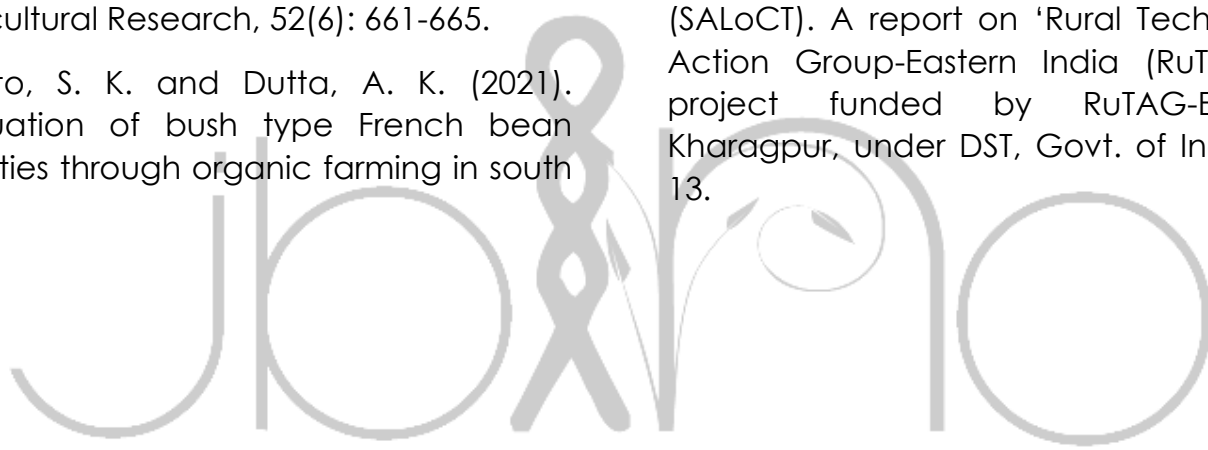 cultural Research, 52(6): 661-665.
to, S. K. and Dutta, A. K. (2021).
uation of bush type French bean
ties through organic farming in south
(SALoCT). A report on ‘Rural Tech
Action Group-Eastern India (RuT
project funded by RuTAG-E
Kharagpur, under DST, Govt. of In
13.